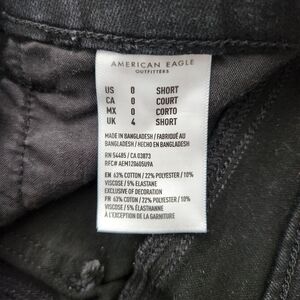 AMERICAN EAGLE
OUTFITTERS
US 0 SHORT
CA 0 COURT
MX 0 CORTO
UK 4 SHORT
MADE IN BANGLADESH / FABRIQUÉ AU
BANGLADESH / HECHO EN BANGLADESH
RN 54485 / CA 03873
RFC# AEM120605U9A
EN 63% COTTON / 22% POLYESTER / 10%
VISCOSE / 5% ELASTANE
EXCLUSIVE OF DECORATION
FR 63% COTON / 22% POLYESTER / 10%
VISCOSE / 5% ÉLASTHANNE
À L'EXCEPTION DE LA GARNITURE